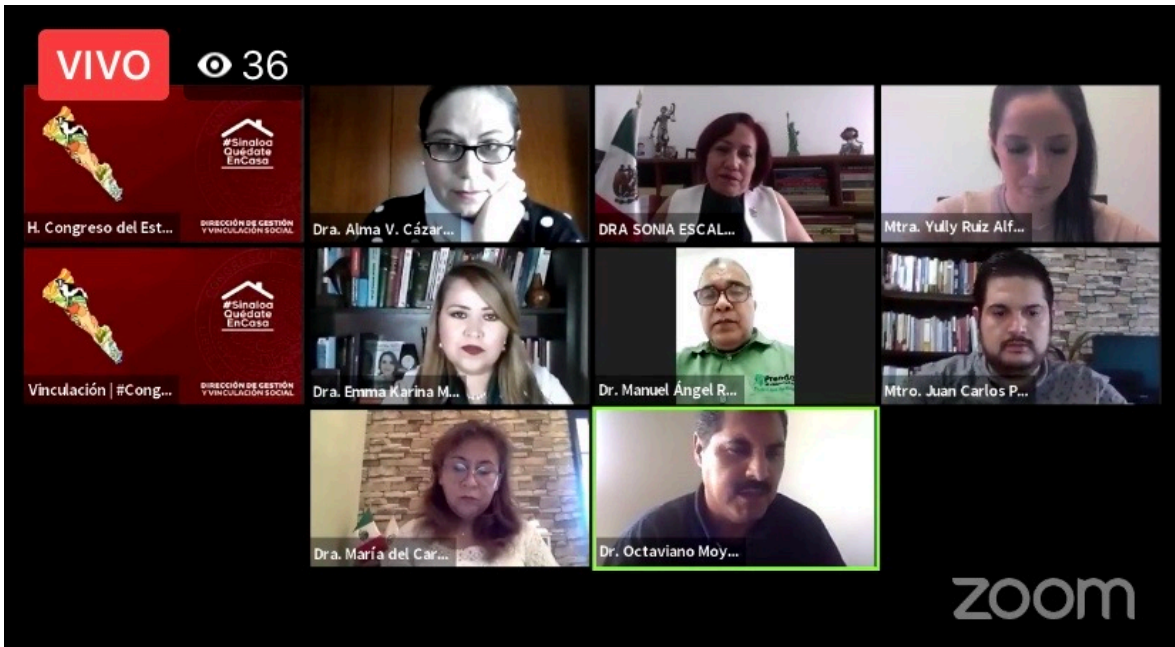 VIVO 36
#Sinaloa
Quédate
EnCasa
DIRECCIÓN DE GESTIÓN
Y VINCULACIÓN SOCIAL
H. Congreso del Est...
Dra. Alma V. Cázar...
DRA SONIA ESCAL...
Mtra. Yully Ruiz Alf...
#Sinaloa
Quédate
EnCasa
DIRECCIÓN DE GESTIÓN
Y VINCULACIÓN SOCIAL
Vinculación | #Cong...
Dra. Emma Karina M...
Dr. Manuel Ángel R...
Mtro. Juan Carlos P...
Dra. María del Car...
Dr. Octaviano Moy...
zoom